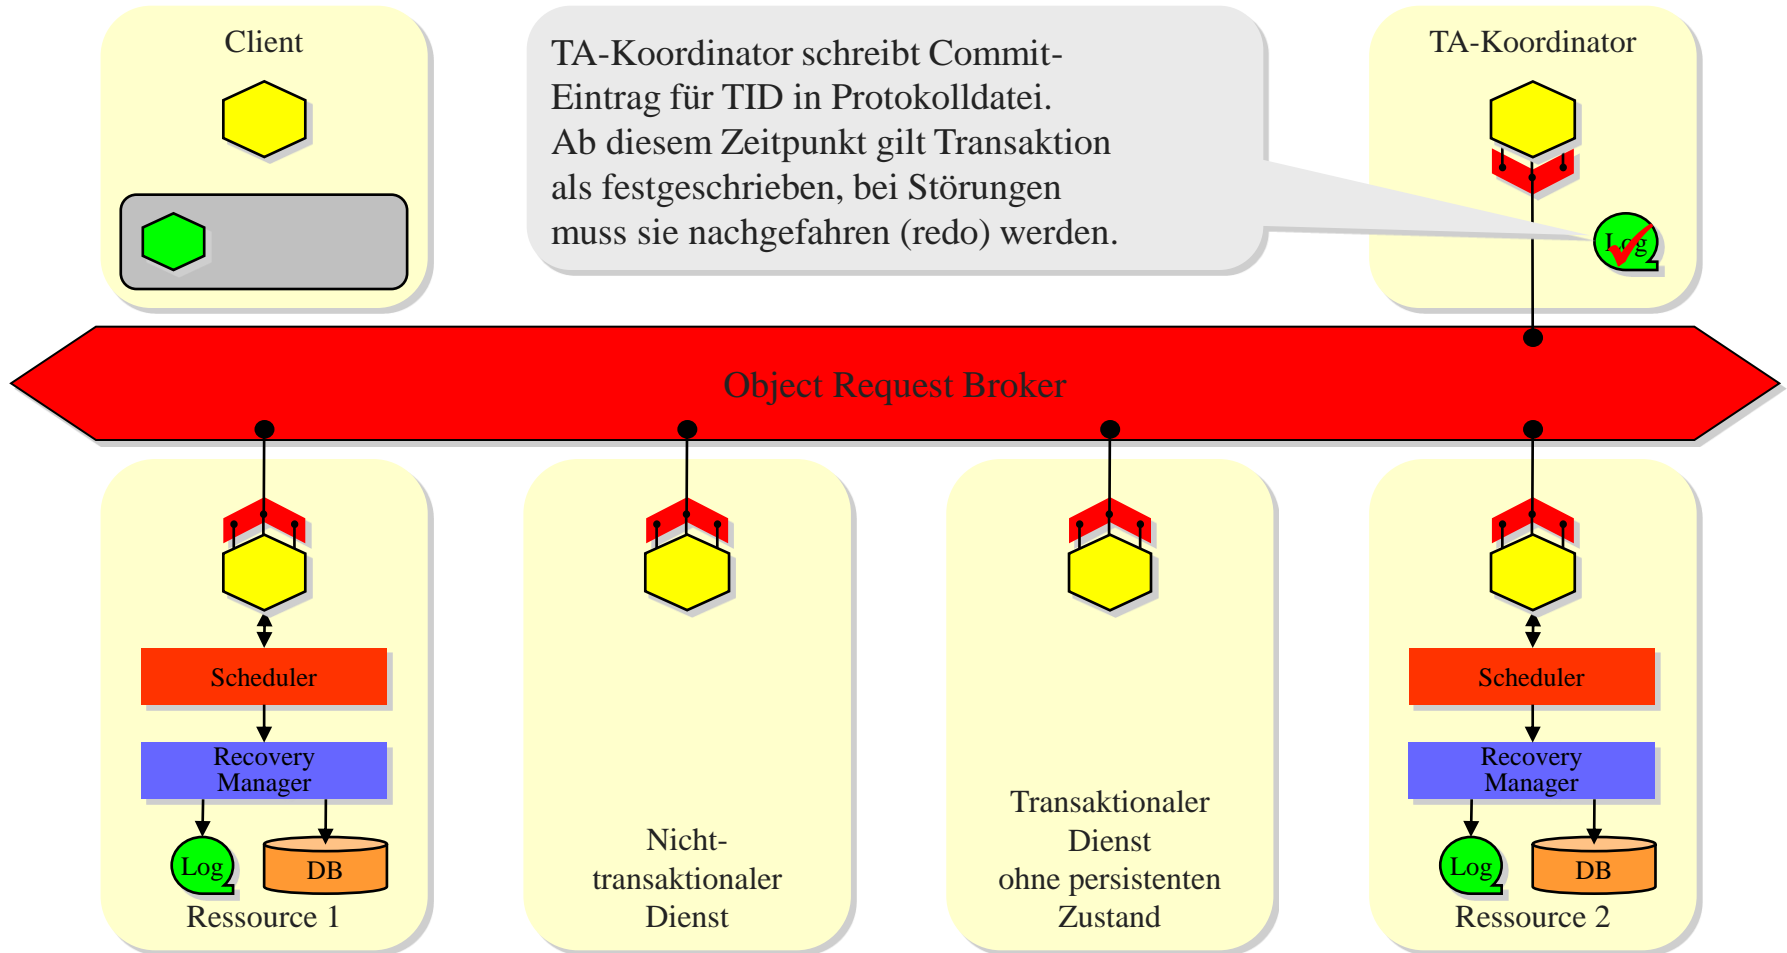 Client
TA-Koordinator schreibt Commit-
Eintrag für TID in Protokolldatei.
Ab diesem Zeitpunkt gilt Transaktion
als festgeschrieben, bei Störungen
muss sie nachgefahren (redo) werden.
TA-Koordinator
Log
Object Request Broker
Scheduler
Recovery
Manager
Log
DB
Ressource 1
Nicht-
transaktionaler
Dienst
Transaktionaler
Dienst
ohne persistenten
Zustand
Scheduler
Recovery
Manager
Log
DB
Ressource 2